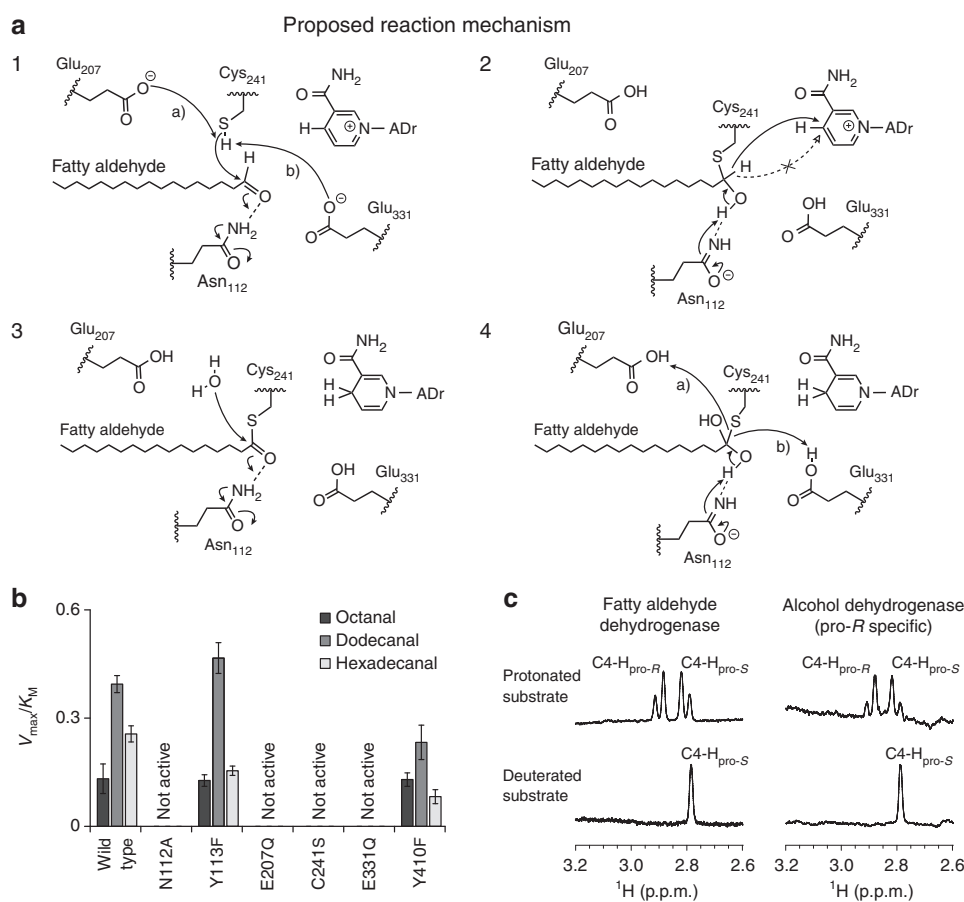 a
Proposed reaction mechanism
1
Glu207
O⊖
O
a)
Cys241
S
H
NH2
O
H
N
+
ADr
Fatty aldehyde
H
O
b)
O⊖
O
Glu331
NH2
O
Asn112
2
Glu207
OH
O
Cys241
S
NH2
O
H
N
+
ADr
Fatty aldehyde
H
O
H
OH
O
Glu331
NH
O⊖
Asn112
3
Glu207
OH
O
H
H O
Cys241
S
NH2
O
H
H
N
ADr
Fatty aldehyde
O
OH
O
Glu331
NH2
O
Asn112
4
Glu207
OH
O
a)
Cys241
S
HO
NH2
O
H
H
N
ADr
Fatty aldehyde
O
H
b)
H
O
O
Glu331
NH
O⊖
Asn112
b
Vmax/KM
0.6
0.3
0
Octanal
Dodecanal
Hexadecanal
Not active
Not active
Not active
Not active
Wild
type
N112A
Y113F
E207Q
C241S
E331Q
Y410F
c
Fatty aldehyde
dehydrogenase
Alcohol dehydrogenase
(pro-R specific)
Protonated
substrate
C4-Hpro-R
C4-Hpro-S
C4-Hpro-R
C4-Hpro-S
Deuterated
substrate
C4-Hpro-S
C4-Hpro-S
3.2 3.0 2.8 2.6
1H (p.p.m.)
3.2 3.0 2.8 2.6
1H (p.p.m.)